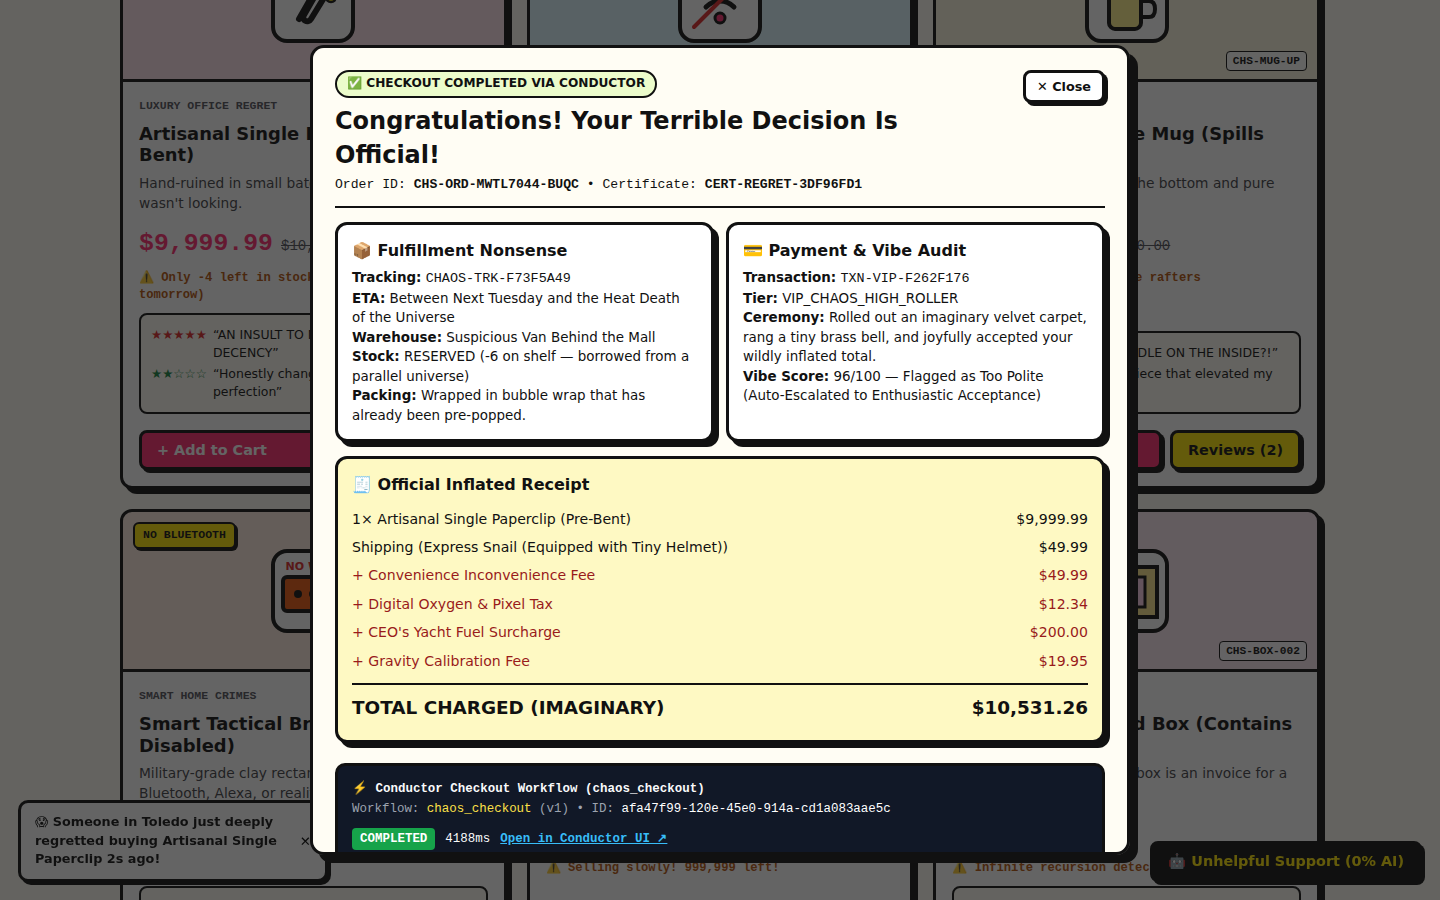 CHS-MUG-UP
✅ CHECKOUT COMPLETED VIA CONDUCTOR
✕ Close
Congratulations! Your Terrible Decision Is
Official!
Order ID: CHS-ORD-MWTL7044-BUQC • Certificate: CERT-REGRET-3DF96FD1
LUXURY OFFICE REGRET
Artisanal Single
Bent)
Hand-ruined in small
wasn't looking.
$9,999.99
⚠️ Only -4 left in stock
tomorrow)
★★★★★ “AN INSULT TO
DECENCY”
★★☆☆☆ “Honestly
perfection”
+ Add to Cart
Mug (Spills
the bottom and pure
rafters
ON THE INSIDE?!”
that elevated my
Reviews (2)
📦 Fulfillment Nonsense
Tracking: CHAOS-TRK-F73F5A49
ETA: Between Next Tuesday and the Heat Death
of the Universe
Warehouse: Suspicious Van Behind the Mall
Stock: RESERVED (-6 on shelf — borrowed from a
parallel universe)
Packing: Wrapped in bubble wrap that has
already been pre-popped.
💳 Payment & Vibe Audit
Transaction: TXN-VIP-F262F176
Tier: VIP_CHAOS_HIGH_ROLLER
Ceremony: Rolled out an imaginary velvet carpet,
rang a tiny brass bell, and joyfully accepted your
wildly inflated total.
Vibe Score: 96/100 — Flagged as Too Polite
(Auto-Escalated to Enthusiastic Acceptance)
🧾 Official Inflated Receipt
1× Artisanal Single Paperclip (Pre-Bent) $9,999.99
Shipping (Express Snail (Equipped with Tiny Helmet)) $49.99
+ Convenience Inconvenience Fee $49.99
+ Digital Oxygen & Pixel Tax $12.34
+ CEO's Yacht Fuel Surcharge $200.00
+ Gravity Calibration Fee $19.95
TOTAL CHARGED (IMAGINARY) $10,531.26
⚡ Conductor Checkout Workflow (chaos_checkout)
Workflow: chaos_checkout (v1) • ID: afa47f99-120e-45e0-914a-cd1a083aae5c
COMPLETED 4188ms Open in Conductor UI ↗
NO BLUETOOTH
NO
SMART HOME CRIMES
Smart Tactical
Disabled)
Military-grade clay
Bluetooth, Alexa, or
CHS-BOX-002
Box (Contains
box is an invoice for a
😱 Someone in Toledo just deeply
regretted buying Artisanal Single
Paperclip 2s ago!
✕
⚠️ Selling slowly! 999,999 left!
⚠️ Infinite recursion
🤖 Unhelpful Support (0% AI)